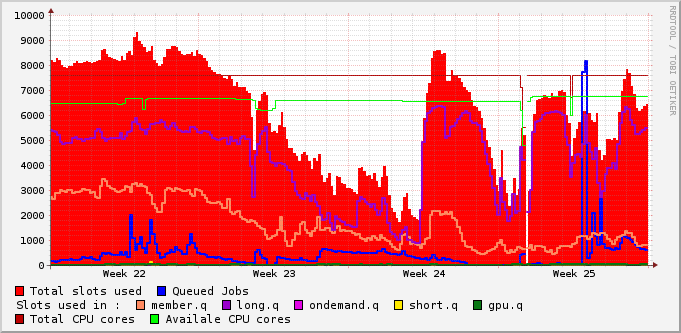 10000
9000
8000
7000
6000
5000
4000
3000
2000
1000
0
Week 22 Week 23 Week 24 Week 25
RRDTOOL / TOBI OETIKER
Total slots used Queued Jobs
Slots used in : member.q long.q ondemand.q short.q gpu.q
Total CPU cores Availale CPU cores